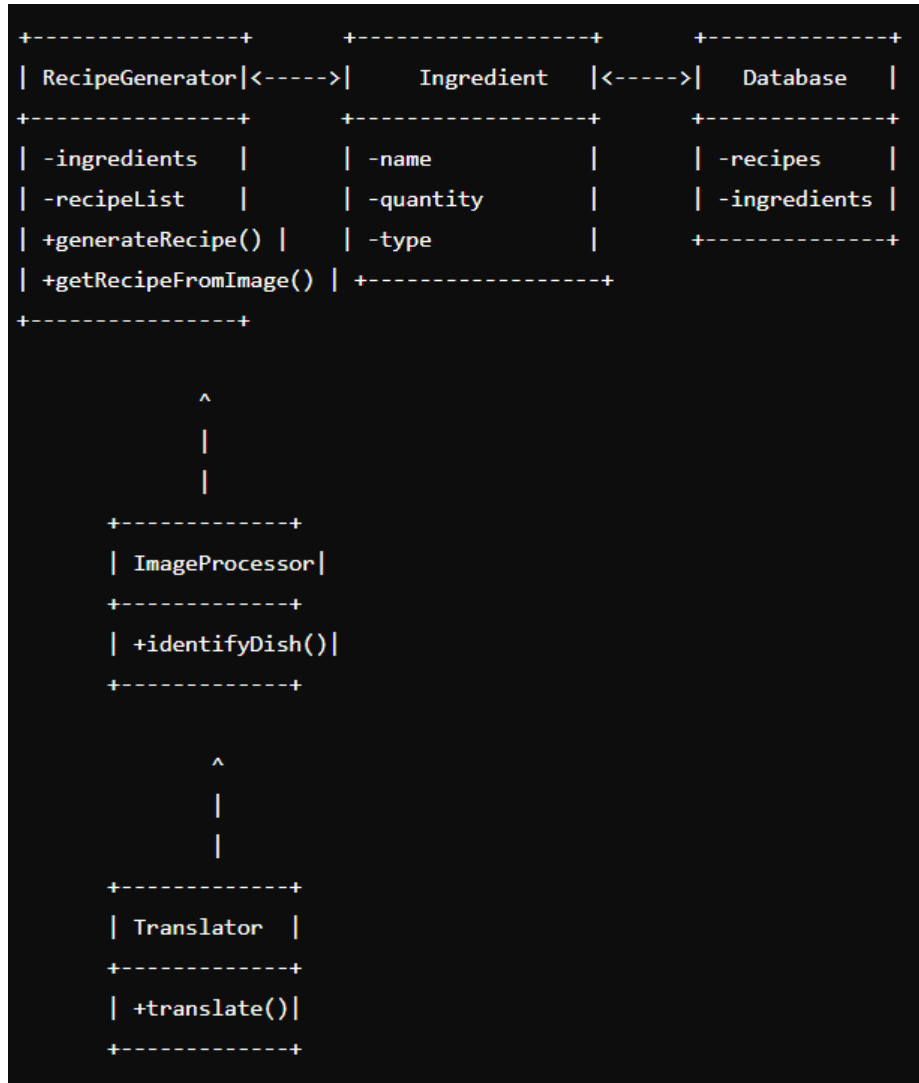 +----------------+       +------------------+       +--------------+
| RecipeGenerator|<----->|     Ingredient   |<----->|   Database   |
+----------------+       +------------------+       +--------------+
| -ingredients   |       | -name            |       | -recipes     |
| -recipeList    |       | -quantity        |       | -ingredients |
| +generateRecipe() |    | -type            |       +--------------+
| +getRecipeFromImage() | +------------------+
+----------------+

              ^
              |
              |
       +-------------+
       | ImageProcessor|
       +-------------+
       | +identifyDish()|
       +-------------+

               ^
               |
               |
       +-------------+
       | Translator  |
       +-------------+
       | +translate()|
       +-------------+